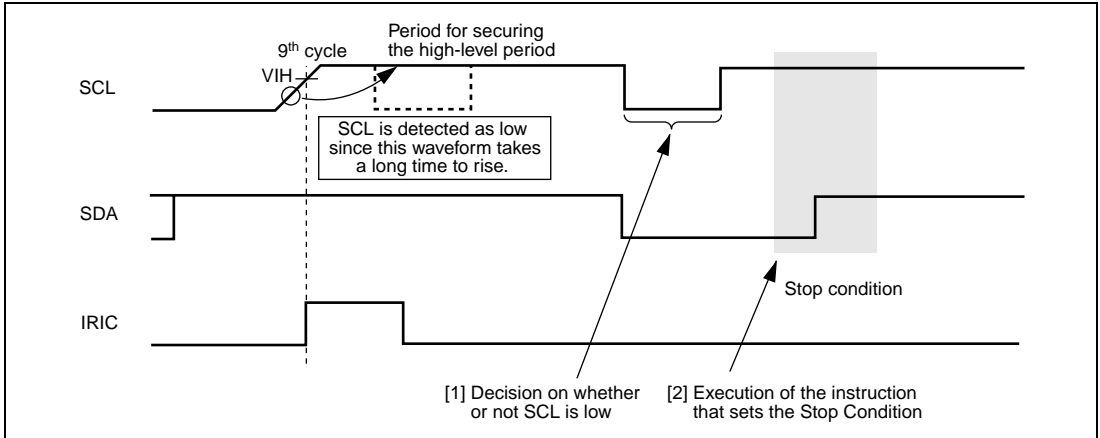 Period for securing
the high-level period
9th cycle
VIH
SCL
SCL is detected as low
since this waveform takes
a long time to rise.
SDA
Stop condition
IRIC
[1] Decision on whether
or not SCL is low
[2] Execution of the instruction
that sets the Stop Condition